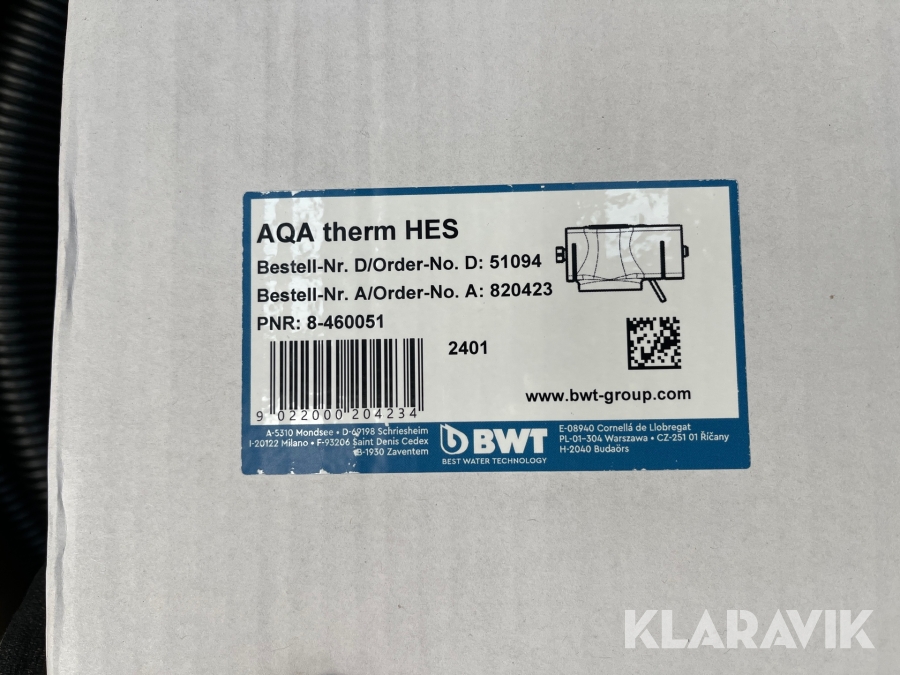 AQA therm HES
Bestell-Nr. D/Order-No. D: 51094
Bestell-Nr. A/Order-No. A: 820423
PNR: 8-460051
2401
9 022000 204234
www.bwt-group.com
A-5310 Mondsee • D-69198 Schriesheim
I-20122 Milano • F-93206 Saint Denis Cedex
B-1930 Zaventem
BWT
BEST WATER TECHNOLOGY
E-08940 Cornellá de Llobregat
PL-01-304 Warszawa • CZ-251 01 Říčany
H-2040 Budaörs
KLARAVIK